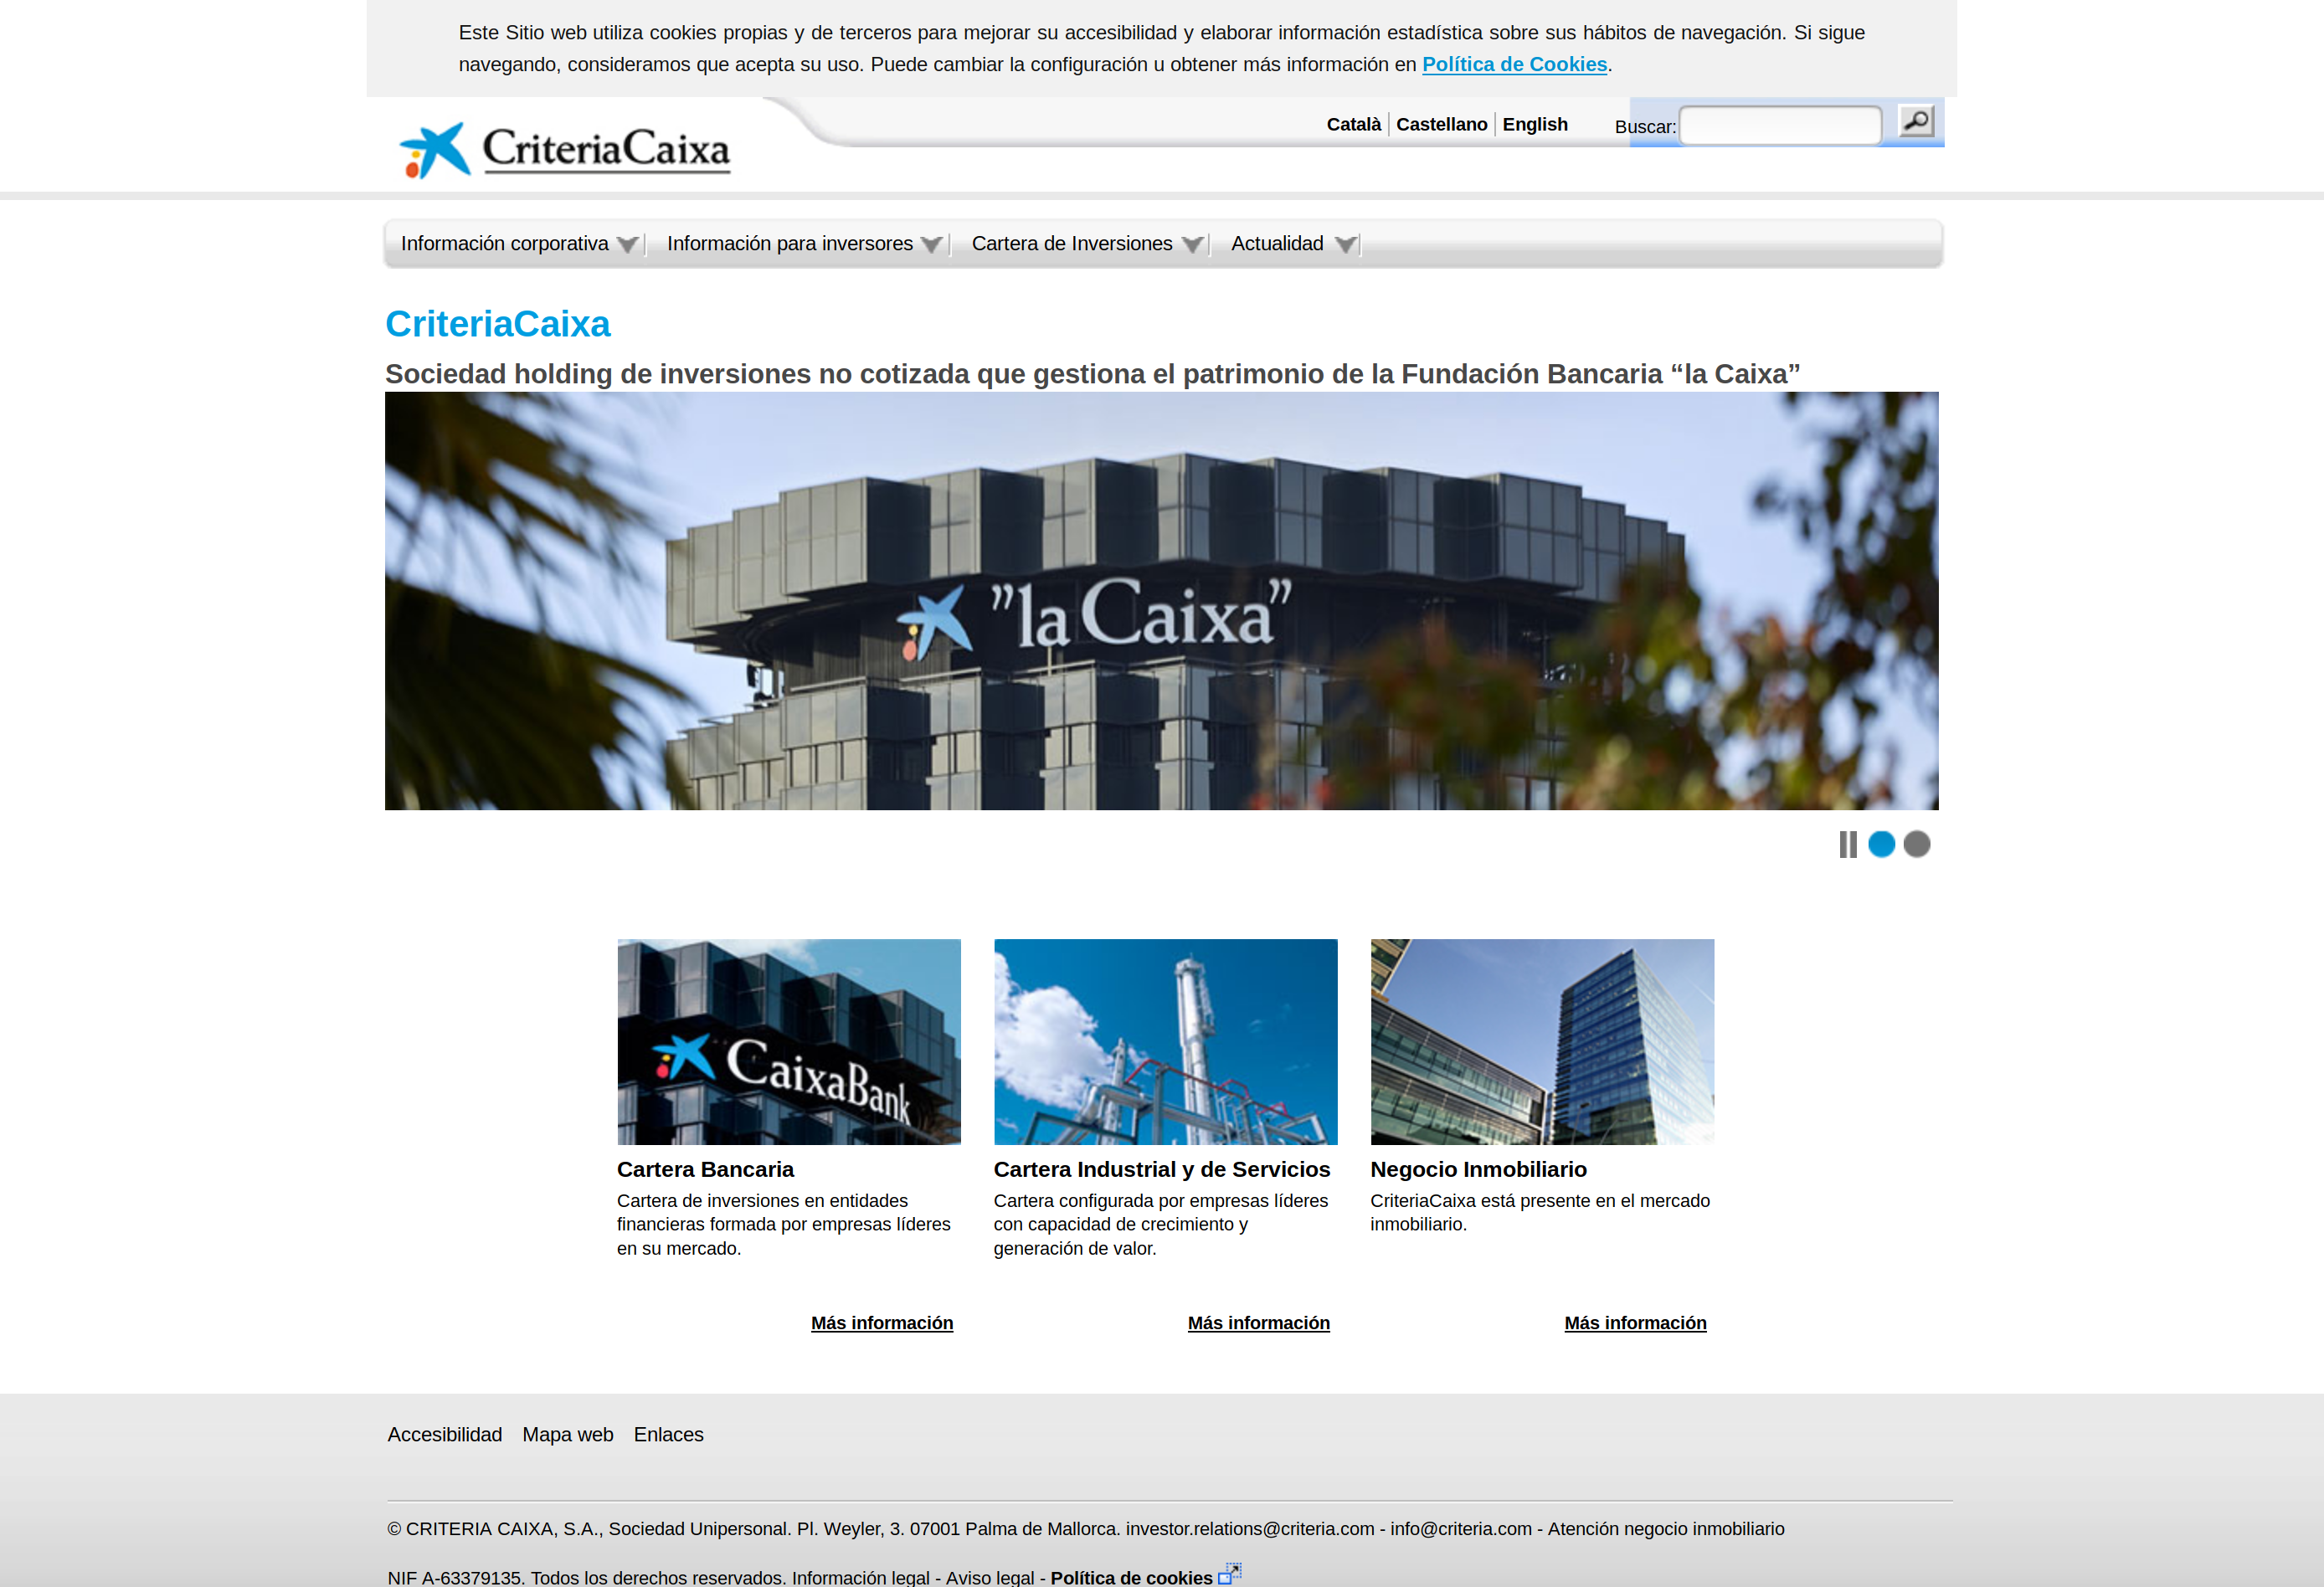 Este Sitio web utiliza cookies propias y de terceros para mejorar su accesibilidad y elaborar información estadística sobre sus hábitos de navegación. Si sigue
navegando, consideramos que acepta su uso. Puede cambiar la configuración u obtener más información en Política de Cookies.
CriteriaCaixa
Català Castellano English Buscar:
Información corporativa Información para inversores Cartera de Inversiones Actualidad
CriteriaCaixa
Sociedad holding de inversiones no cotizada que gestiona el patrimonio de la Fundación Bancaria “la Caixa”
”la Caixa”
CaixaBank
Cartera Bancaria
Cartera de inversiones en entidades
financieras formada por empresas líderes
en su mercado.
Más información
Cartera Industrial y de Servicios
Cartera configurada por empresas líderes
con capacidad de crecimiento y
generación de valor.
Más información
Negocio Inmobiliario
CriteriaCaixa está presente en el mercado
inmobiliario.
Más información
Accesibilidad Mapa web Enlaces
© CRITERIA CAIXA, S.A., Sociedad Unipersonal. Pl. Weyler, 3. 07001 Palma de Mallorca. investor.relations@criteria.com - info@criteria.com - Atención negocio inmobiliario
NIF A-63379135. Todos los derechos reservados. Información legal - Aviso legal - Política de cookies